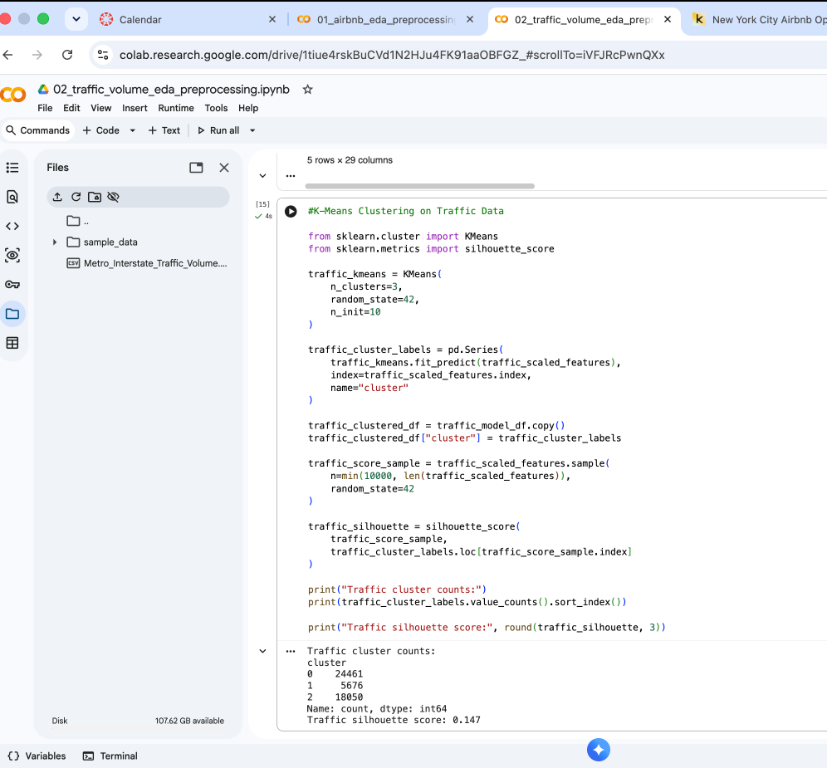 Calendar
01_airbnb_eda_preprocessing
02_traffic_volume_eda_prep
New York City Airbnb Op
colab.research.google.com/drive/1tiue4rskBuCVd1N2HJu4FK91aaOBFGZ_#scrollTo=iVFJRcPwnQXx
02_traffic_volume_eda_preprocessing.ipynb
File Edit View Insert Runtime Tools Help
Commands + Code + Text Run all
Files
..
sample_data
Metro_Interstate_Traffic_Volume....
Disk 107.62 GB available
5 rows × 29 columns
[15]
4s
#K-Means Clustering on Traffic Data
from sklearn.cluster import KMeans
from sklearn.metrics import silhouette_score
traffic_kmeans = KMeans(
n_clusters=3,
random_state=42,
n_init=10
)
traffic_cluster_labels = pd.Series(
traffic_kmeans.fit_predict(traffic_scaled_features),
index=traffic_scaled_features.index,
name="cluster"
)
traffic_clustered_df = traffic_model_df.copy()
traffic_clustered_df["cluster"] = traffic_cluster_labels
traffic_score_sample = traffic_scaled_features.sample(
n=min(10000, len(traffic_scaled_features)),
random_state=42
)
traffic_silhouette = silhouette_score(
traffic_score_sample,
traffic_cluster_labels.loc[traffic_score_sample.index]
)
print("Traffic cluster counts:")
print(traffic_cluster_labels.value_counts().sort_index())
print("Traffic silhouette score:", round(traffic_silhouette, 3))
Traffic cluster counts:
cluster
0 24461
1 5676
2 18050
Name: count, dtype: int64
Traffic silhouette score: 0.147
Variables Terminal